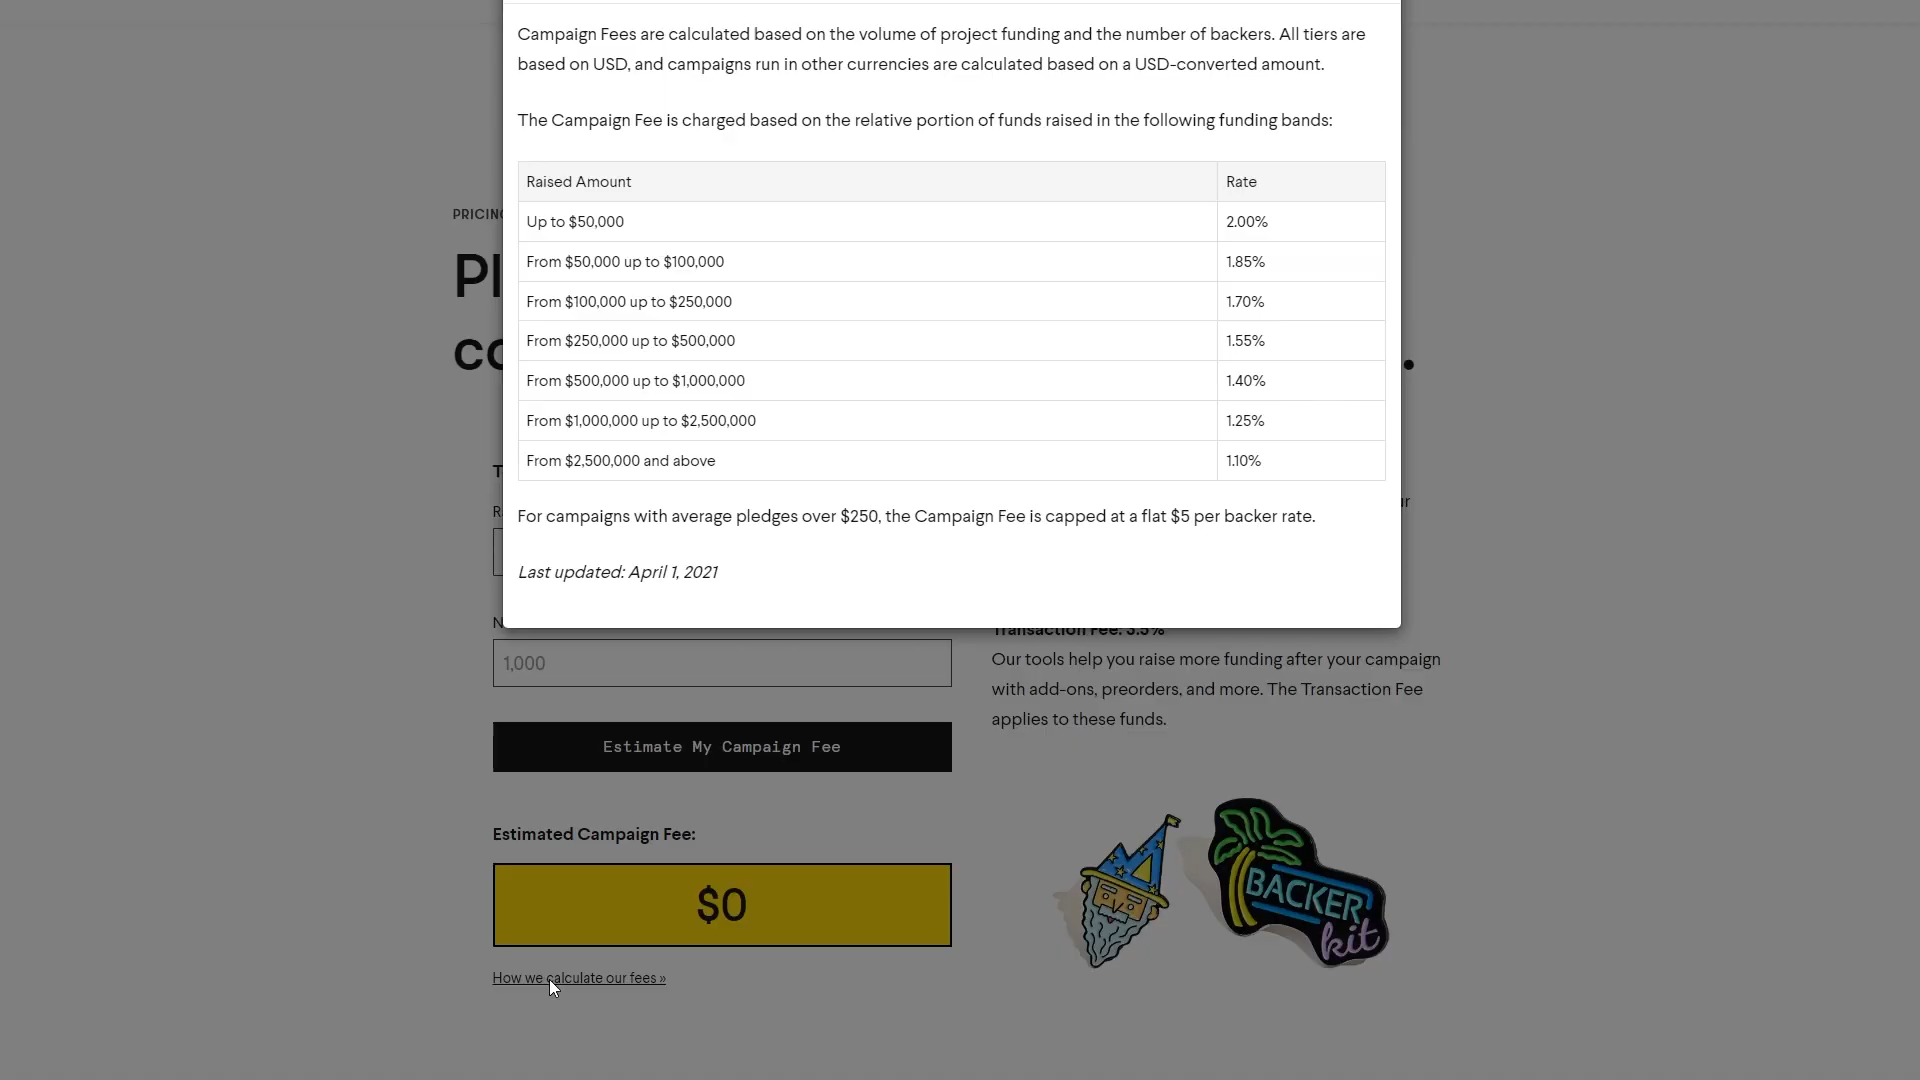 Campaign Fees are calculated based on the volume of project funding and the number of backers. All tiers are
based on USD, and campaigns run in other currencies are calculated based on a USD-converted amount.
The Campaign Fee is charged based on the relative portion of funds raised in the following funding bands:
Raised Amount Rate
Up to $50,000 2.00%
From $50,000 up to $100,000 1.85%
From $100,000 up to $250,000 1.70%
From $250,000 up to $500,000 1.55%
From $500,000 up to $1,000,000 1.40%
From $1,000,000 up to $2,500,000 1.25%
From $2,500,000 and above 1.10%
For campaigns with average pledges over $250, the Campaign Fee is capped at a flat $5 per backer rate.
Last updated: April 1, 2021
1,000
Estimate My Campaign Fee
Estimated Campaign Fee:
$0
How we calculate our fees »
Transaction Fee: 3.5%
Our tools help you raise more funding after your campaign
with add-ons, preorders, and more. The Transaction Fee
applies to these funds.
BACKER
kit